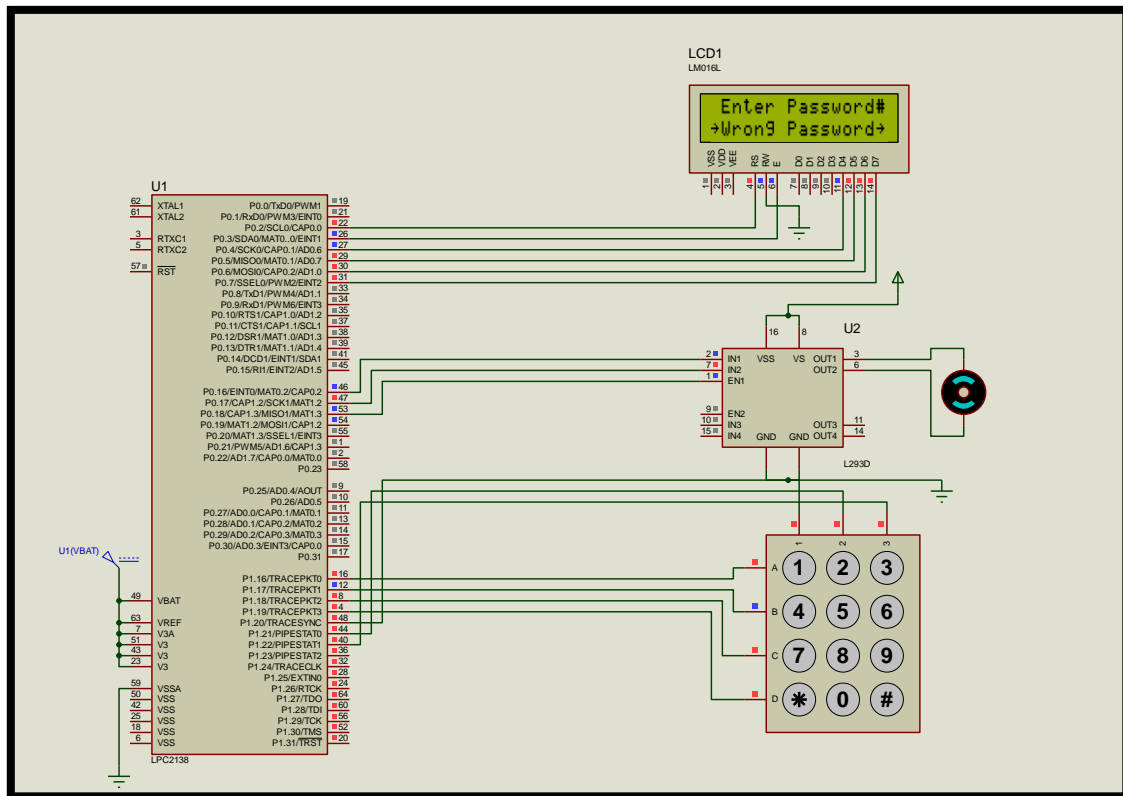 LCD1
LM016L
Enter Password#
→Wrong Password→
VSS VDD VEE RS RW E D0 D1 D2 D3 D4 D5 D6 D7
1 2 3 4 5 6 7 8 9 10 11 12 13 14
U1
62 XTAL1
61 XTAL2
3 RTXC1
5 RTXC2
57 RST
U1(VBAT)
49 VBAT
63 VREF
7 V3A
51 V3
43 V3
23 V3
59 VSSA
50 VSS
42 VSS
25 VSS
18 VSS
6 VSS
P0.0/TxD0/PWM1 19
P0.1/RxD0/PWM3/EINT0 21
P0.2/SCL0/CAP0.0 22
P0.3/SDA0/MAT0..0/EINT1 26
P0.4/SCK0/CAP0.1/AD0.6 27
P0.5/MISO0/MAT0.1/AD0.7 29
P0.6/MOSI0/CAP0.2/AD1.0 30
P0.7/SSEL0/PWM2/EINT2 31
P0.8/TxD1/PWM4/AD1.1 33
P0.9/RxD1/PWM6/EINT3 34
P0.10/RTS1/CAP1.0/AD1.2 35
P0.11/CTS1/CAP1.1/SCL1 37
P0.12/DSR1/MAT1.0/AD1.3 38
P0.13/DTR1/MAT1.1/AD1.4 39
P0.14/DCD1/EINT1/SDA1 41
P0.15/RI1/EINT2/AD1.5 45
P0.16/EINT0/MAT0.2/CAP0.2 46
P0.17/CAP1.2/SCK1/MAT1.2 47
P0.18/CAP1.3/MISO1/MAT1.3 53
P0.19/MAT1.2/MOSI1/CAP1.2 54
P0.20/MAT1.3/SSEL1/EINT3 55
P0.21/PWM5/AD1.6/CAP1.3 1
P0.22/AD1.7/CAP0.0/MAT0.0 2
P0.23 58
P0.25/AD0.4/AOUT 9
P0.26/AD0.5 10
P0.27/AD0.0/CAP0.1/MAT0.1 11
P0.28/AD0.1/CAP0.2/MAT0.2 13
P0.29/AD0.2/CAP0.3/MAT0.3 14
P0.30/AD0.3/EINT3/CAP0.0 15
P0.31 17
P1.16/TRACEPKT0 16
P1.17/TRACEPKT1 12
P1.18/TRACEPKT2 8
P1.19/TRACEPKT3 4
P1.20/TRACESYNC 48
P1.21/PIPESTAT0 44
P1.22/PIPESTAT1 40
P1.23/PIPESTAT2 36
P1.24/TRACECLK 32
P1.25/EXTIN0 28
P1.26/RTCK 24
P1.27/TDO 64
P1.28/TDI 60
P1.29/TCK 56
P1.30/TMS 52
P1.31/TRST 20
LPC2138
U2
16 8
VSS VS
2 IN1
7 IN2
1 EN1
9 EN2
10 IN3
15 IN4
OUT1 3
OUT2 6
OUT3 11
OUT4 14
GND GND
L293D
1 2 3
A 1 2 3
B 4 5 6
C 7 8 9
D * 0 #